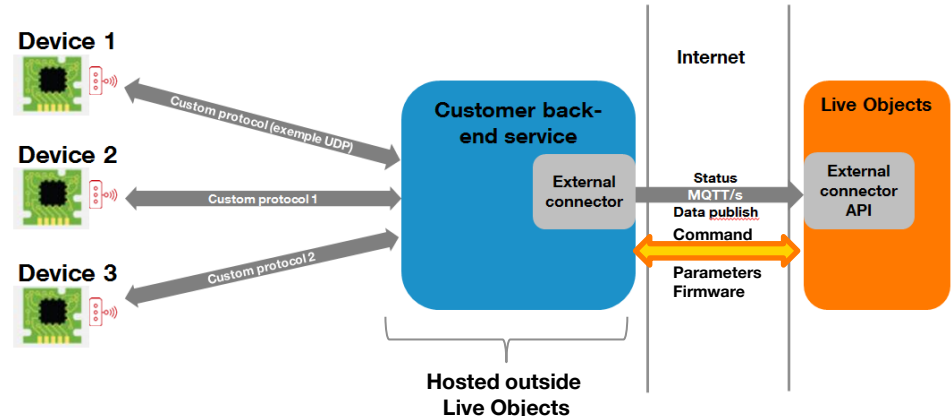 Device 1
Custom protocol (exemple UDP)
Device 2
Custom protocol 1
Device 3
Custom protocol 2
Customer back-
end service
External
connector
Hosted outside
Live Objects
Internet
Status
MQTT/s
Data publish
Command
Parameters
Firmware
Live Objects
External
connector
API